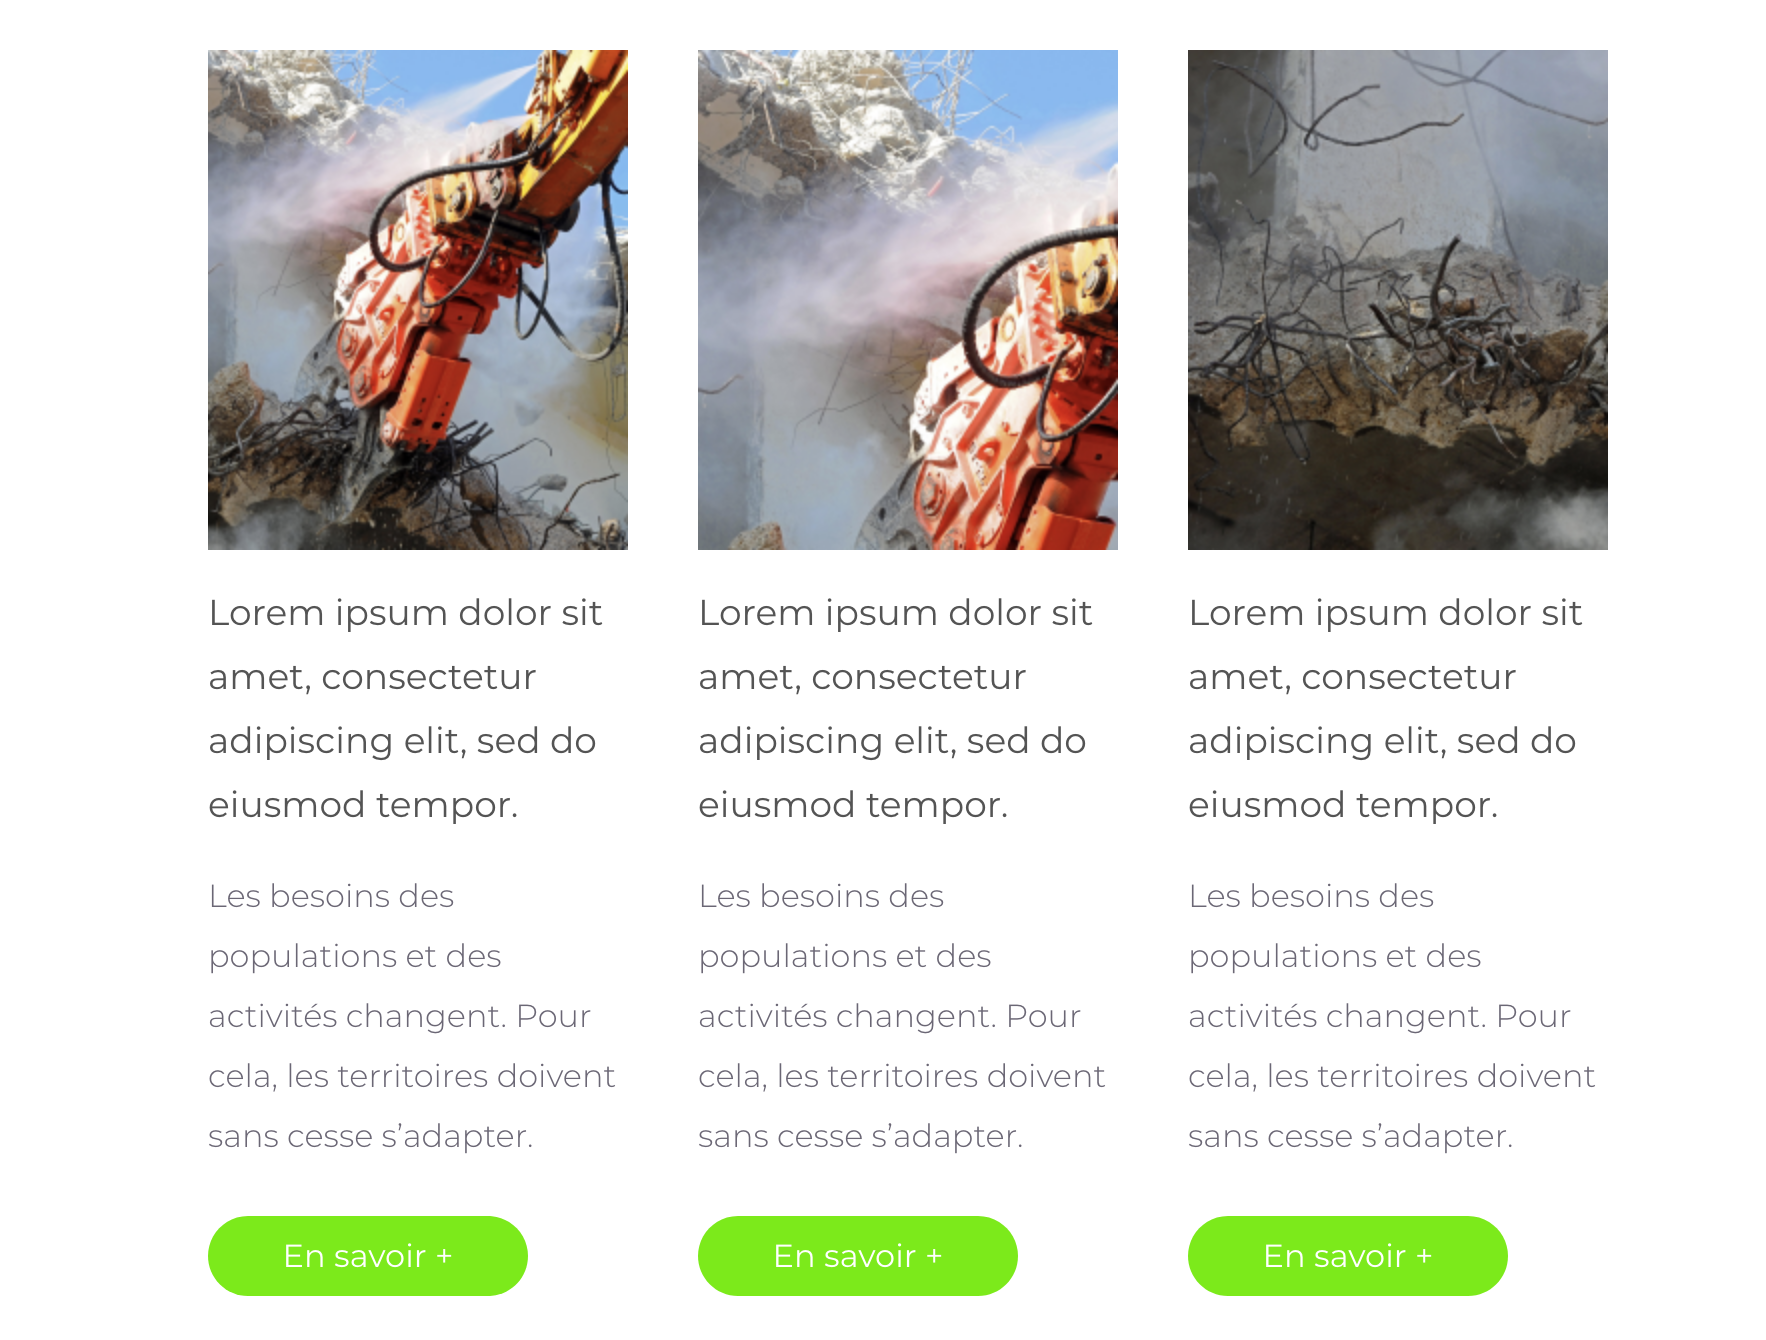 Lorem ipsum dolor sit
amet, consectetur
adipiscing elit, sed do
eiusmod tempor.
Les besoins des
populations et des
activités changent. Pour
cela, les territoires doivent
sans cesse s’adapter.
En savoir +
Lorem ipsum dolor sit
amet, consectetur
adipiscing elit, sed do
eiusmod tempor.
Les besoins des
populations et des
activités changent. Pour
cela, les territoires doivent
sans cesse s’adapter.
En savoir +
Lorem ipsum dolor sit
amet, consectetur
adipiscing elit, sed do
eiusmod tempor.
Les besoins des
populations et des
activités changent. Pour
cela, les territoires doivent
sans cesse s’adapter.
En savoir +